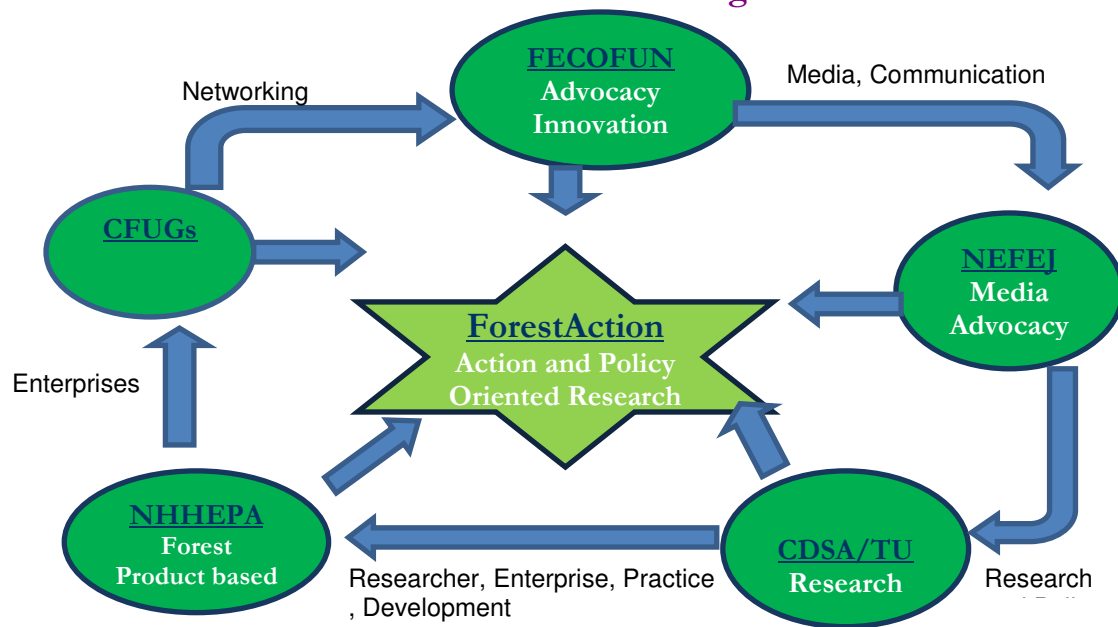 FECOFUN
Advocacy
Innovation
Media, Communication
Networking
CFUGs
NEFEJ
Media
Advocacy
ForestAction
Action and Policy
Oriented Research
Enterprises
NHHEPA
Forest
Product based
CDSA/TU
Research
Researcher, Enterprise, Practice
, Development
Research